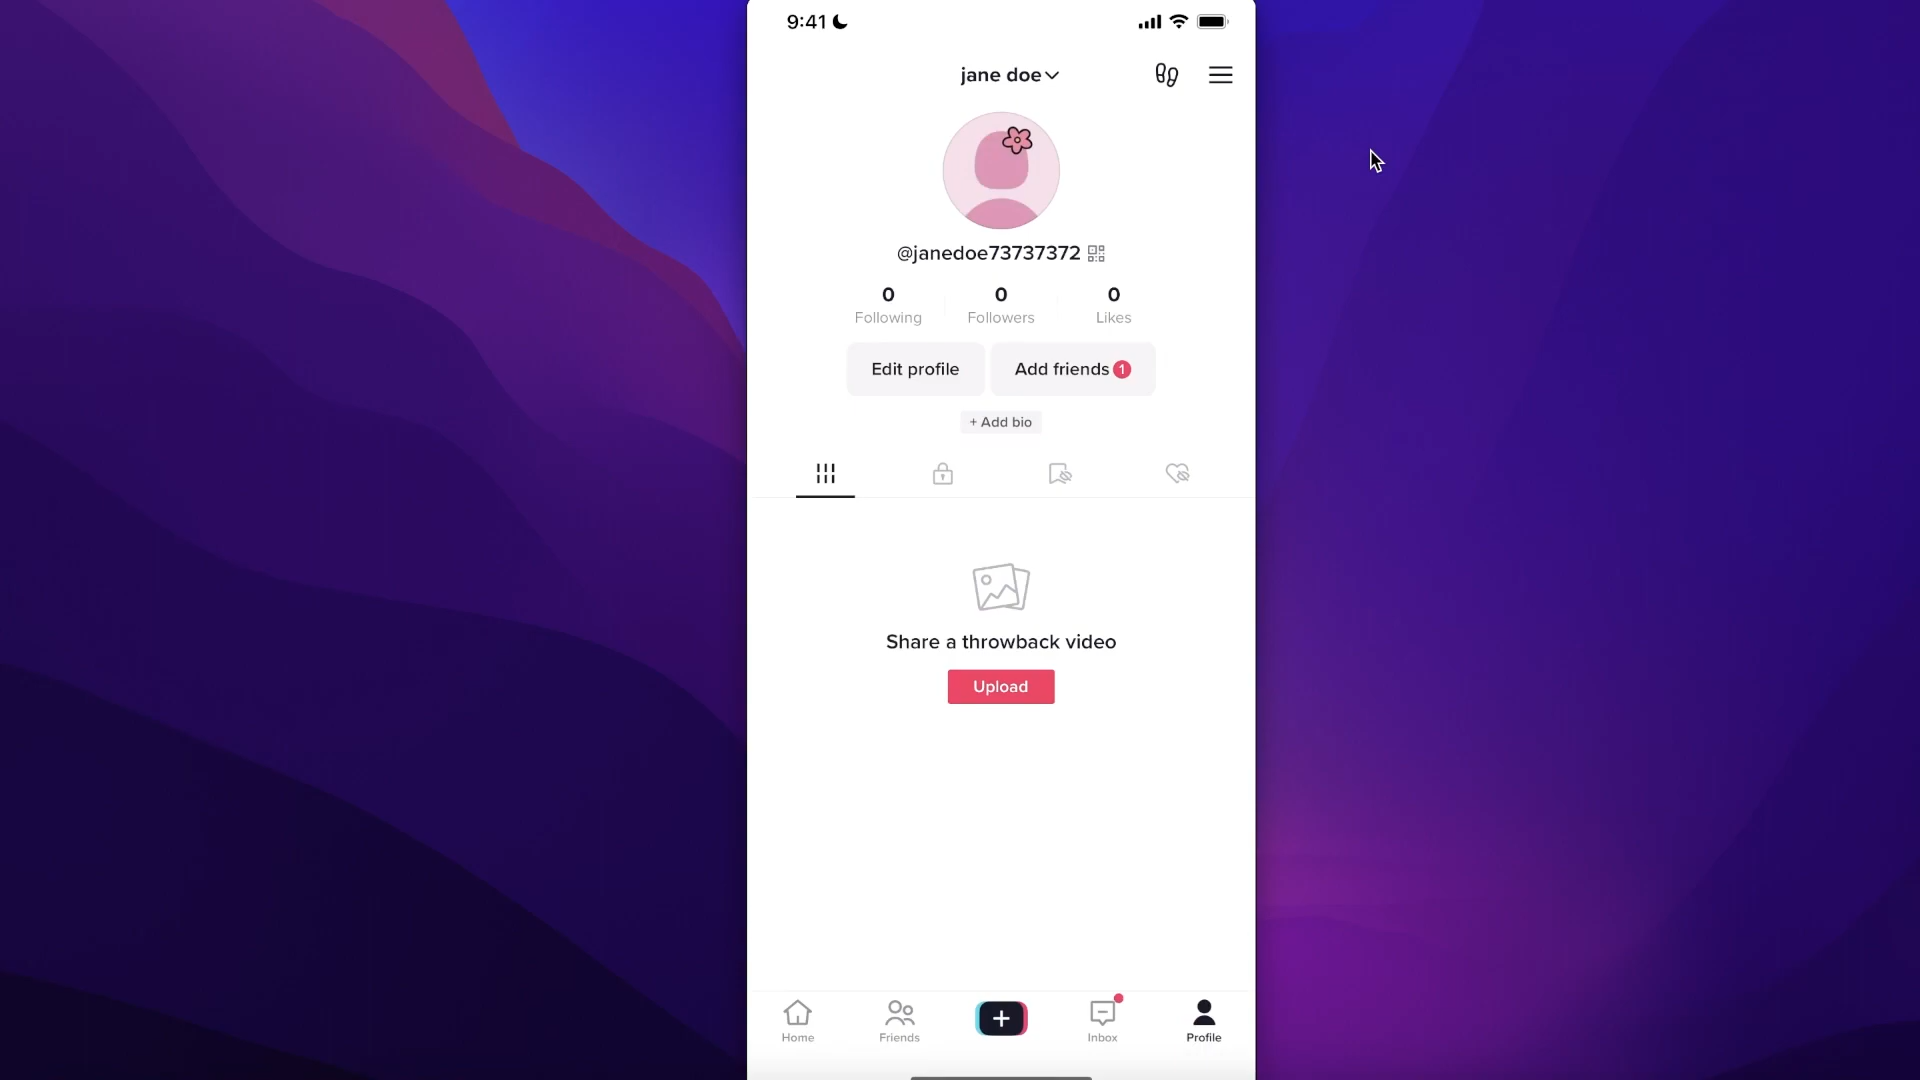 9:41
jane doe
@janedoe73737372
0 0 0
Following Followers Likes
Edit profile Add friends 1
+ Add bio
Share a throwback video
Upload
Home Friends Inbox Profile